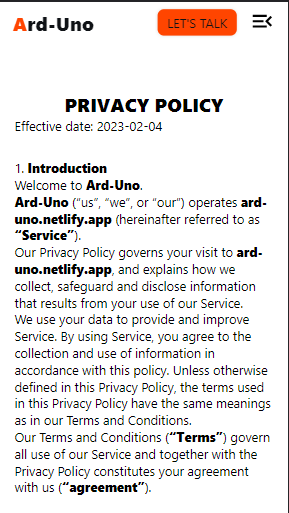 Ard-Uno
LET'S TALK
PRIVACY POLICY
Effective date: 2023-02-04
1. Introduction
Welcome to Ard-Uno.
Ard-Uno (“us”, “we”, or “our”) operates ard-
uno.netlify.app (hereinafter referred to as
“Service”).
Our Privacy Policy governs your visit to ard-
uno.netlify.app, and explains how we
collect, safeguard and disclose information
that results from your use of our Service.
We use your data to provide and improve
Service. By using Service, you agree to the
collection and use of information in
accordance with this policy. Unless otherwise
defined in this Privacy Policy, the terms used
in this Privacy Policy have the same meanings
as in our Terms and Conditions.
Our Terms and Conditions (“Terms”) govern
all use of our Service and together with the
Privacy Policy constitutes your agreement
with us (“agreement”).